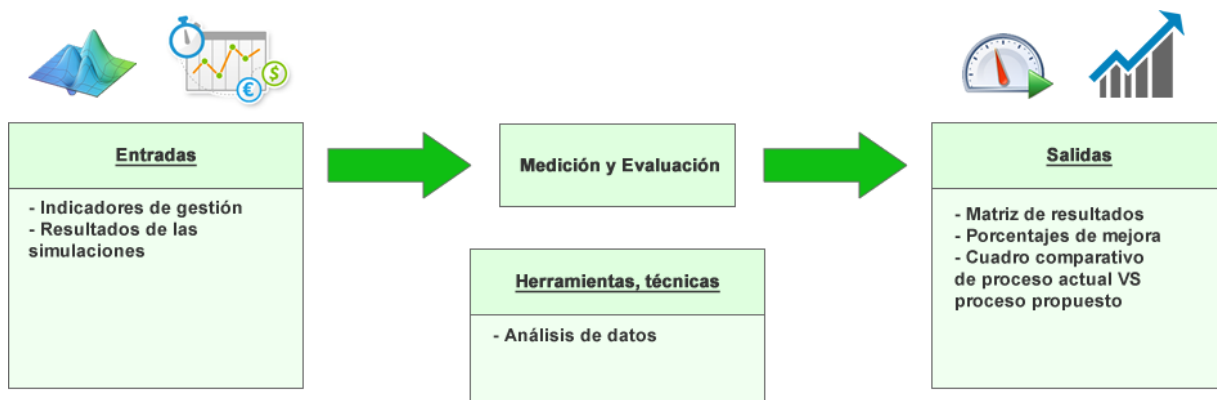 Entradas
- Indicadores de gestión
- Resultados de las
simulaciones
Medición y Evaluación
Herramientas, técnicas
- Análisis de datos
Salidas
- Matriz de resultados
- Porcentajes de mejora
- Cuadro comparativo
de proceso actual VS
proceso propuesto
€
$